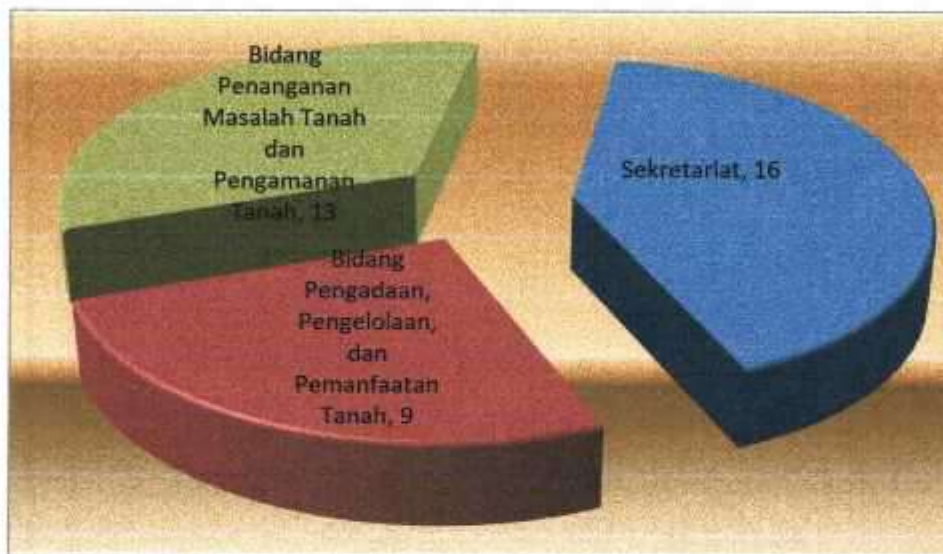 Bidang
Penanganan
Masalah Tanah
dan
Pengamanan
Tanah, 13
Sekretariat, 16
Bidang
Pengadaan,
Pengelolaan,
dan
Pemanfaatan
Tanah, 9